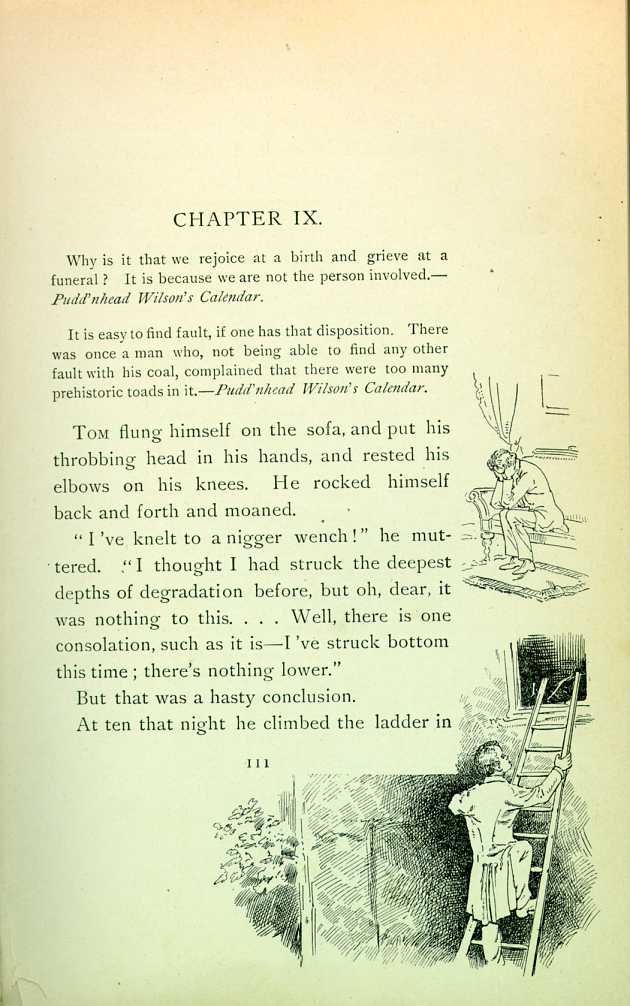 CHAPTER IX.
Why is it that we rejoice at a birth and grieve at a
funeral? It is because we are not the person involved.—
Pudd'nhead Wilson's Calendar.
It is easy to find fault, if one has that disposition. There
was once a man who, not being able to find any other
fault with his coal, complained that there were too many
prehistoric toads in it.—Pudd'nhead Wilson's Calendar.
TOM flung himself on the sofa, and put his
throbbing head in his hands, and rested his
elbows on his knees. He rocked himself
back and forth and moaned.
"I 've knelt to a nigger wench!" he mut-
tered. "I thought I had struck the deepest
depths of degradation before, but oh, dear, it
was nothing to this. . . . Well, there is one
consolation, such as it is—I 've struck bottom
this time; there's nothing lower."
But that was a hasty conclusion.
At ten that night he climbed the ladder in
111